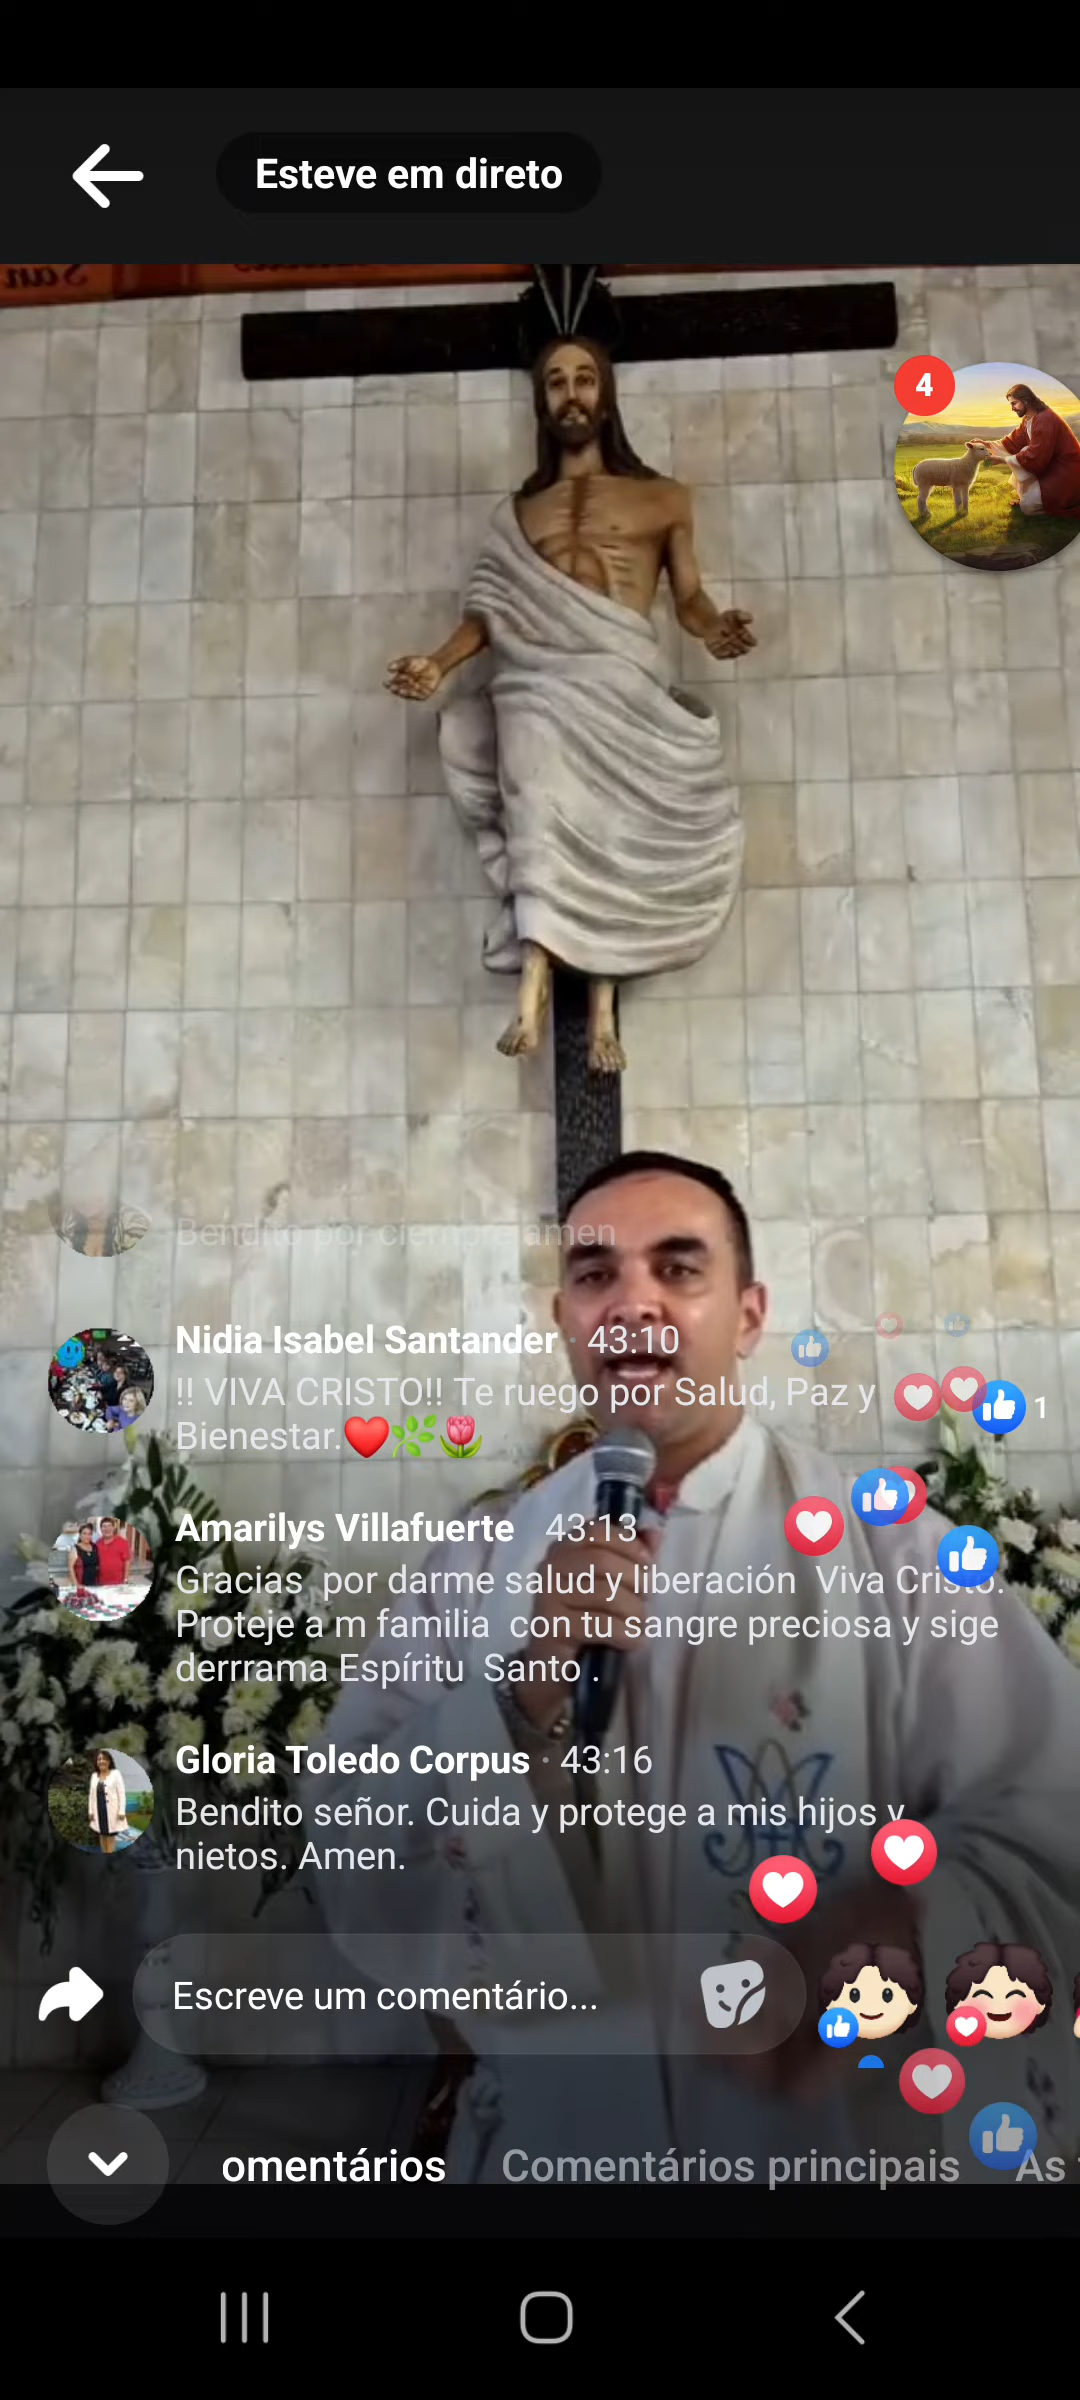 Esteve em direto
4
Bendito por ciempre amen
Nidia Isabel Santander · 43:10
!! VIVA CRISTO!! Te ruego por Salud, Paz y
Bienestar.❤️🌿🌷
1
Amarilys Villafuerte 43:13
Gracias por darme salud y liberación Viva Cristo.
Proteje a m familia con tu sangre preciosa y sige
derrrama Espíritu Santo .
Gloria Toledo Corpus · 43:16
Bendito señor. Cuida y protege a mis hijos y
nietos. Amen.
Escreve um comentário...
omentários Comentários principais As